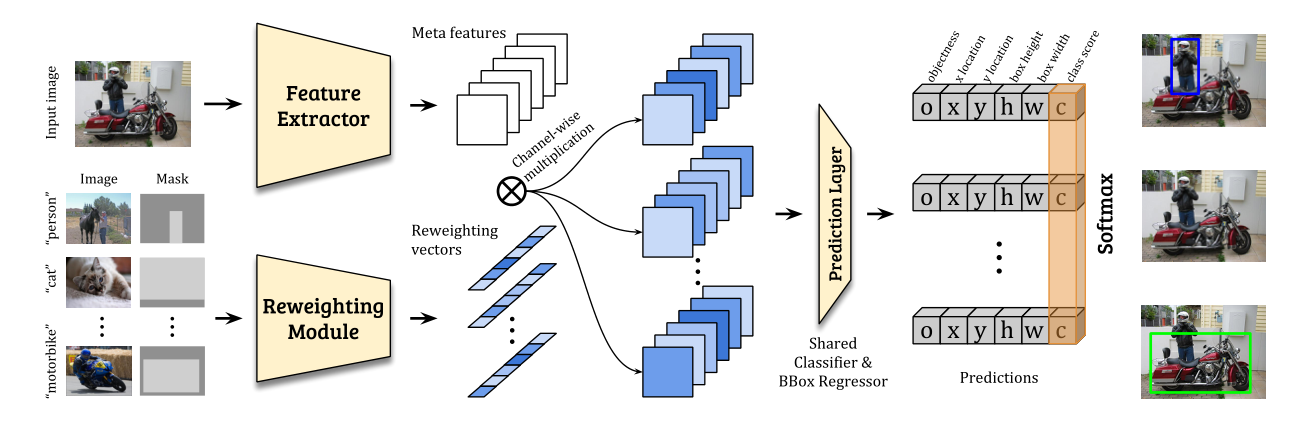 Input image
Feature
Extractor
Meta features
Channel-wise
multiplication
Image
Mask
"person"
"cat"
"motorbike"
Reweighting
Module
Reweighting
vectors
Prediction Layer
Shared
Classifier &
BBox Regressor
objectness
x location
y location
box height
box width
class score
o x y h w c
o x y h w c
o x y h w c
Predictions
Softmax